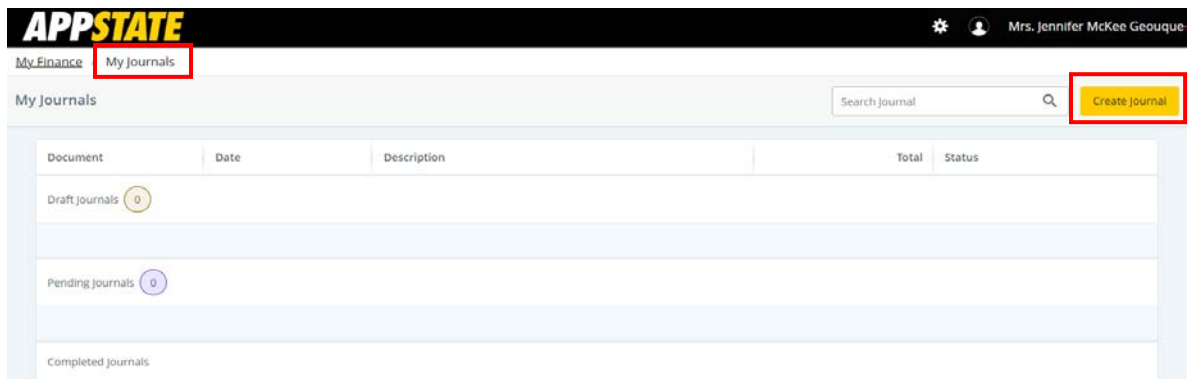 APPSTATE
Mrs. Jennifer McKee Geouque
My Finance My Journals
My Journals
Search Journal
Create Journal
Document Date Description Total Status
Draft Journals 0
Pending Journals 0
Completed Journals